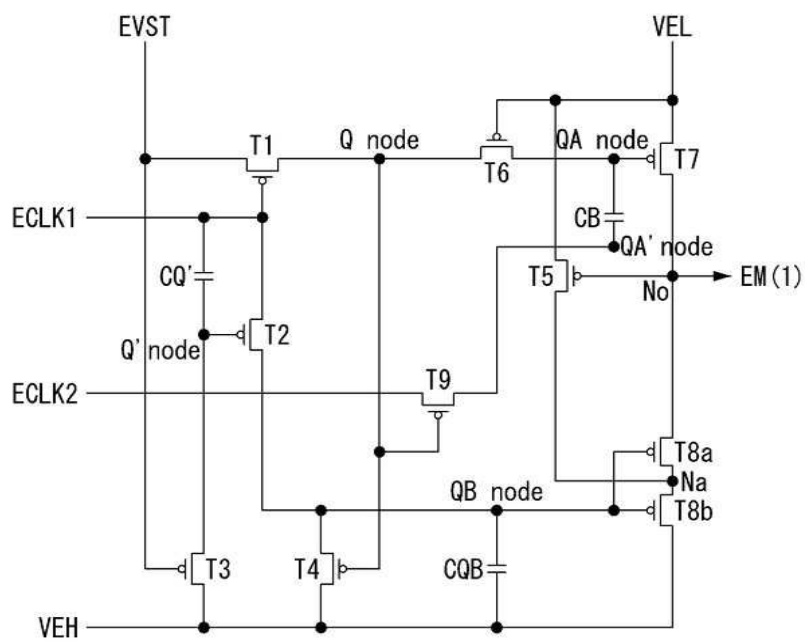 EVST
VEL
T1
Q node
QA node
T7
T6
ECLK1
CB
QA' node
CQ'
T5
No
EM(1)
T2
Q' node
T9
ECLK2
T8a
Na
QB node
T8b
T3
T4
CQB
VEH